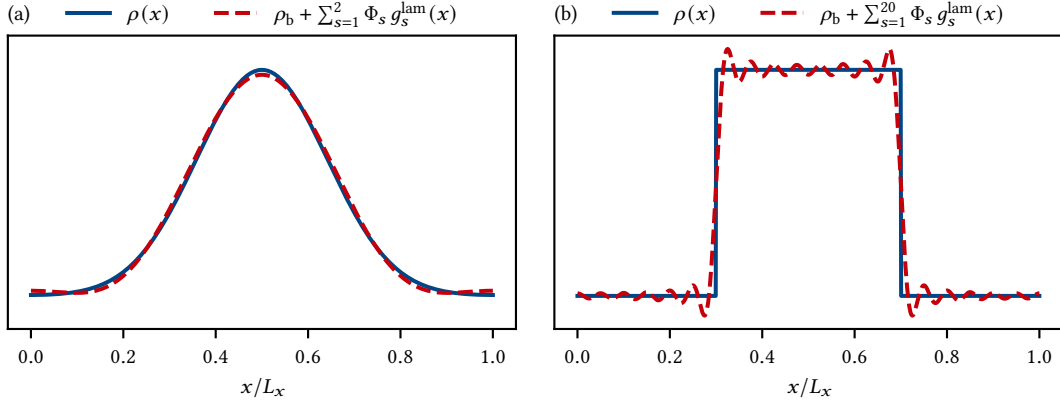 (a) ρ(x) ρ_b + ∑_{s=1}^{2} Φ_s g_s^{lam}(x)
0.0 0.2 0.4 0.6 0.8 1.0
x/L_x
(b) ρ(x) ρ_b + ∑_{s=1}^{20} Φ_s g_s^{lam}(x)
0.0 0.2 0.4 0.6 0.8 1.0
x/L_x